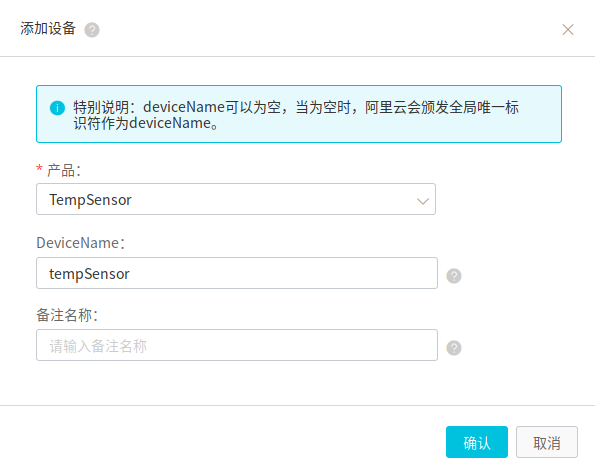 添加设备 ?
特别说明：deviceName可以为空，当为空时，阿里云会颁发全局唯一标
识符作为deviceName。
* 产品：
TempSensor
DeviceName：
tempSensor
?
备注名称：
请输入备注名称
?
确认
取消